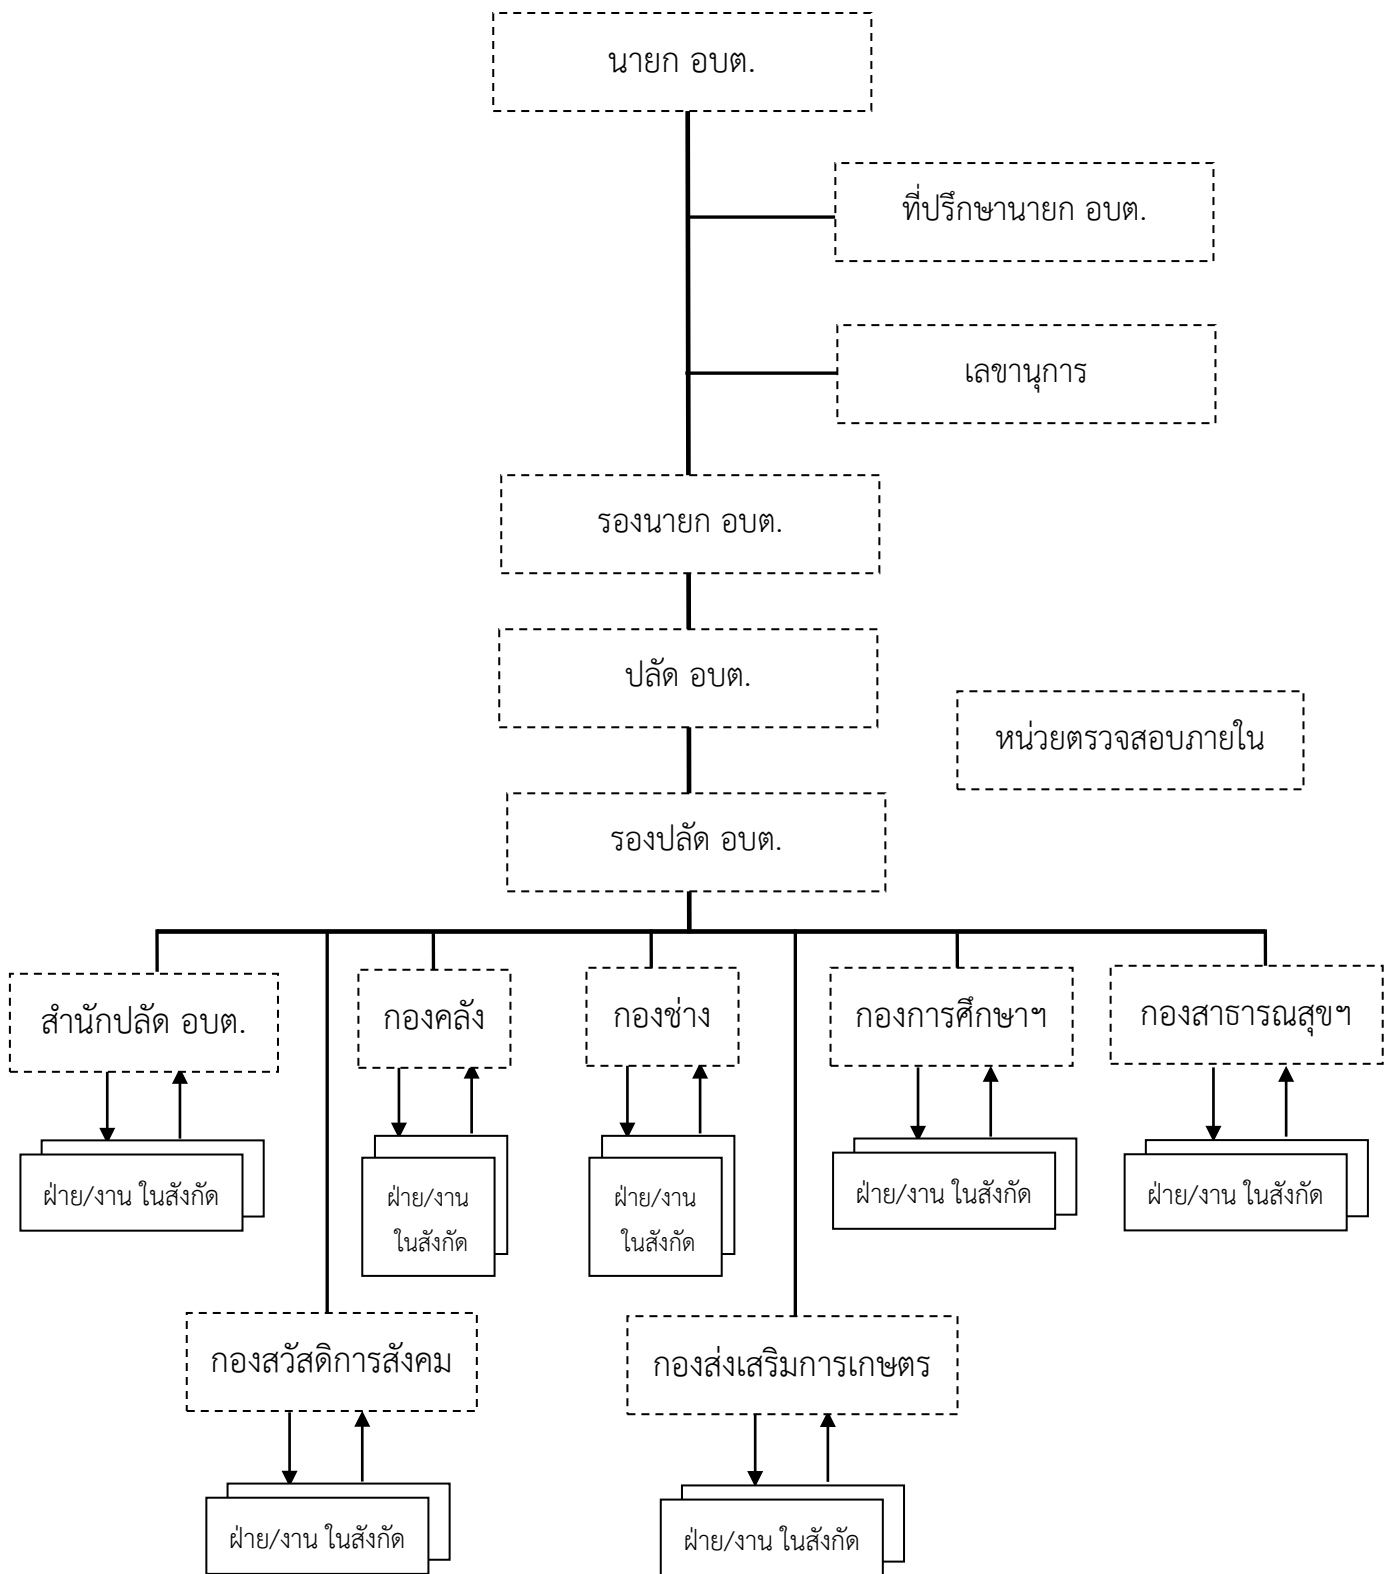 นายก อบต.
ที่ปรึกษานายก อบต.
เลขานุการ
รองนายก อบต.
ปลัด อบต.
หน่วยตรวจสอบภายใน
รองปลัด อบต.
สำนักปลัด อบต.
กองคลัง
กองช่าง
กองการศึกษาฯ
กองสาธารณสุขฯ
ฝ่าย/งาน ในสังกัด
ฝ่าย/งาน
ในสังกัด
ฝ่าย/งาน
ในสังกัด
ฝ่าย/งาน ในสังกัด
ฝ่าย/งาน ในสังกัด
กองสวัสดิการสังคม
กองส่งเสริมการเกษตร
ฝ่าย/งาน ในสังกัด
ฝ่าย/งาน ในสังกัด